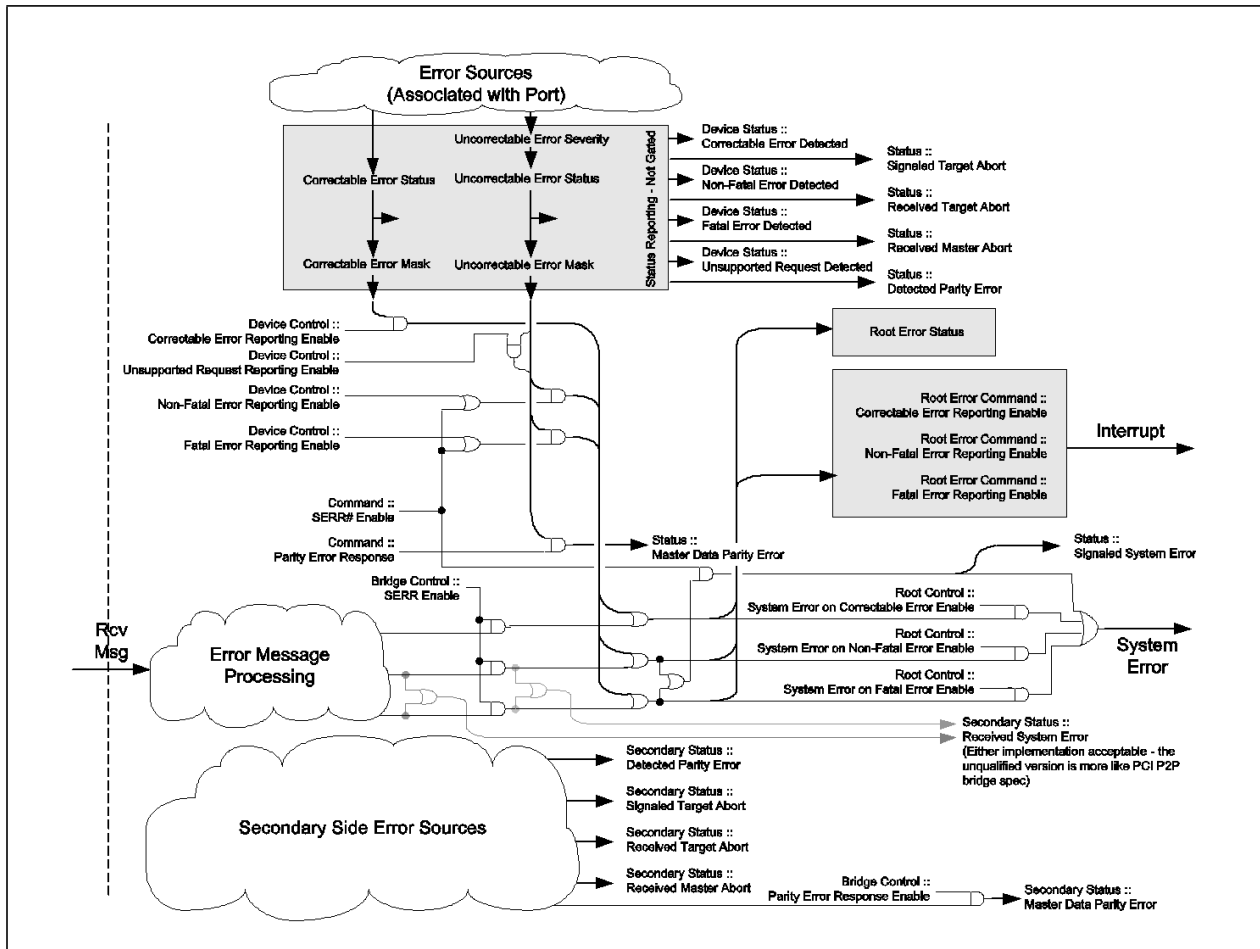 Error Sources
(Associated with Port)
Uncorrectable Error Severity
Correctable Error Status
Uncorrectable Error Status
Correctable Error Mask
Uncorrectable Error Mask
Status Reporting - Not Gated
Device Status ::
Correctable Error Detected
Status ::
Signaled Target Abort
Device Status ::
Non-Fatal Error Detected
Status ::
Received Target Abort
Device Status ::
Fatal Error Detected
Status ::
Received Master Abort
Device Status ::
Unsupported Request Detected
Status ::
Detected Parity Error
Device Control ::
Correctable Error Reporting Enable
Device Control ::
Unsupported Request Reporting Enable
Device Control ::
Non-Fatal Error Reporting Enable
Device Control ::
Fatal Error Reporting Enable
Root Error Status
Root Error Command ::
Correctable Error Reporting Enable
Root Error Command ::
Non-Fatal Error Reporting Enable
Root Error Command ::
Fatal Error Reporting Enable
Interrupt
Command ::
SERR# Enable
Command ::
Parity Error Response
Status ::
Master Data Parity Error
Status ::
Signaled System Error
Bridge Control ::
SERR Enable
Root Control ::
System Error on Correctable Error Enable
Root Control ::
System Error on Non-Fatal Error Enable
Root Control ::
System Error on Fatal Error Enable
System
Error
Rcv
Msg
Error Message
Processing
Secondary Status ::
Received System Error
(Either implementation acceptable - the
unqualified version is more like PCI P2P
bridge spec)
Secondary Side Error Sources
Secondary Status ::
Detected Parity Error
Secondary Status ::
Signaled Target Abort
Secondary Status ::
Received Target Abort
Secondary Status ::
Received Master Abort
Bridge Control ::
Parity Error Response Enable
Secondary Status ::
Master Data Parity Error